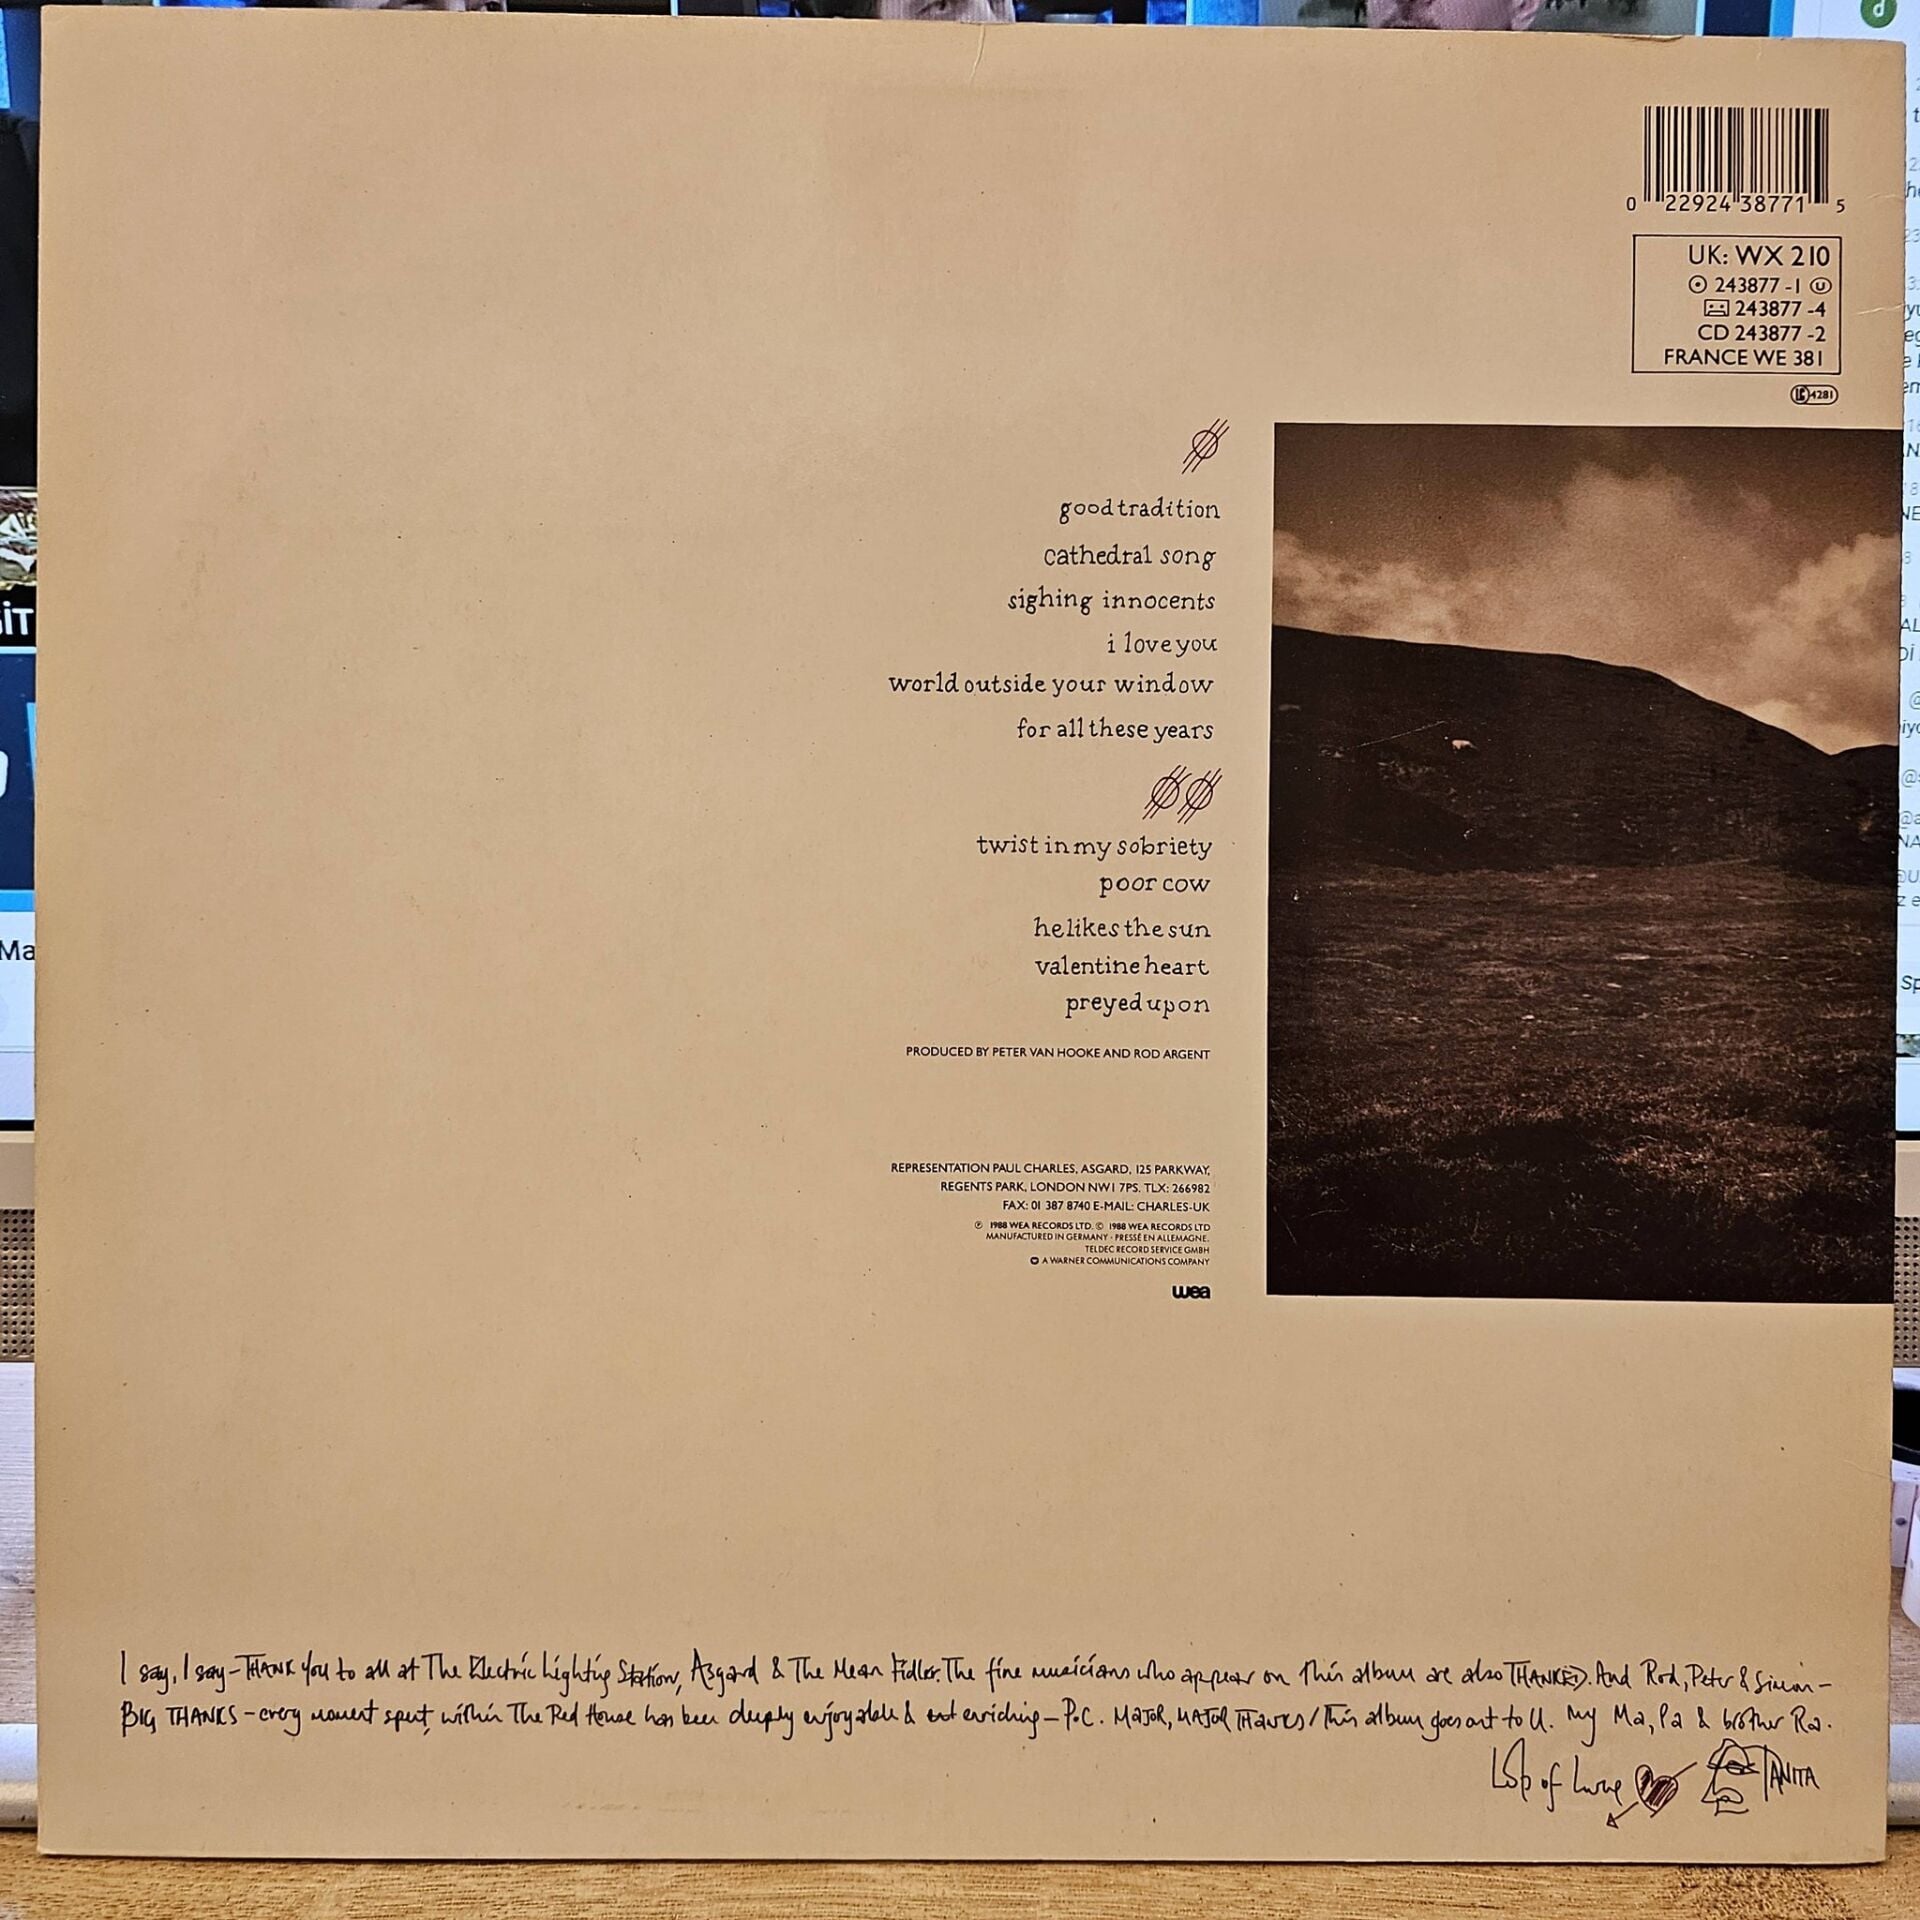 0 22924 38771 5
UK: WX 210
243877 -1 U
243877 -4
CD 243877 -2
FRANCE WE 381
LC 4281
good tradition
cathedral song
sighing innocents
i love you
world outside your window
for all these years
twist in my sobriety
poor cow
he likes the sun
valentine heart
preyed upon
PRODUCED BY PETER VAN HOOKE AND ROD ARGENT
REPRESENTATION PAUL CHARLES, ASGARD, 125 PARKWAY,
REGENTS PARK, LONDON NW1 7PS. TLX: 266982
FAX: 01 387 8740 E-MAIL: CHARLES-UK
℗ 1988 WEA RECORDS LTD. © 1988 WEA RECORDS LTD
MANUFACTURED IN GERMANY · PRESSÉ EN ALLEMAGNE.
TELDEC RECORD SERVICE GMBH
A WARNER COMMUNICATIONS COMPANY
wea
I say, I say - THANK You to all at The Electric Lighting Station, Asgard & The Mean Fidler. The fine musicians who appear on this album are also THANKED. And Rod, Peter & Simon -
BIG THANKS - every moment spent, within The Red House has been deeply enjoyable & enriching - P.C. MAJOR, MAJOR THANKS / This album goes out to U. My Ma, Pa & brother Ra.
Lots of Love TANITA